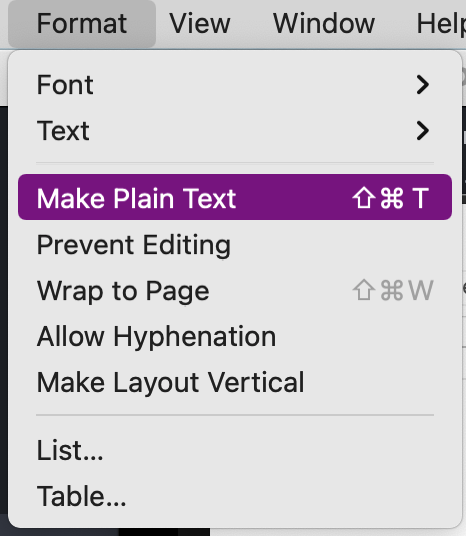 Format View Window Help
Font
Text
Make Plain Text ⇧⌘T
Prevent Editing
Wrap to Page ⇧⌘W
Allow Hyphenation
Make Layout Vertical
List...
Table...